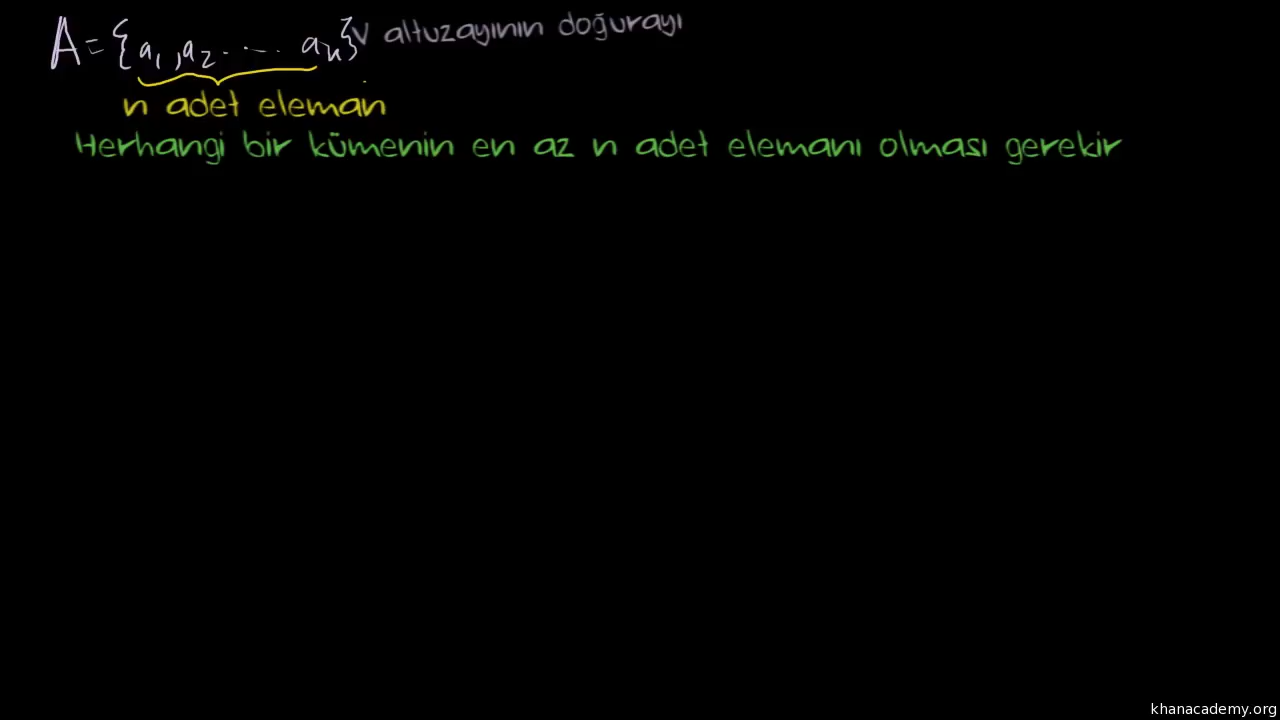 A = {a₁, a₂ . . . . . aₙ} V altuzayının doğurayı
n adet eleman
Herhangi bir kümenin en az n adet elemanı olması gerekir
khanacademy.org